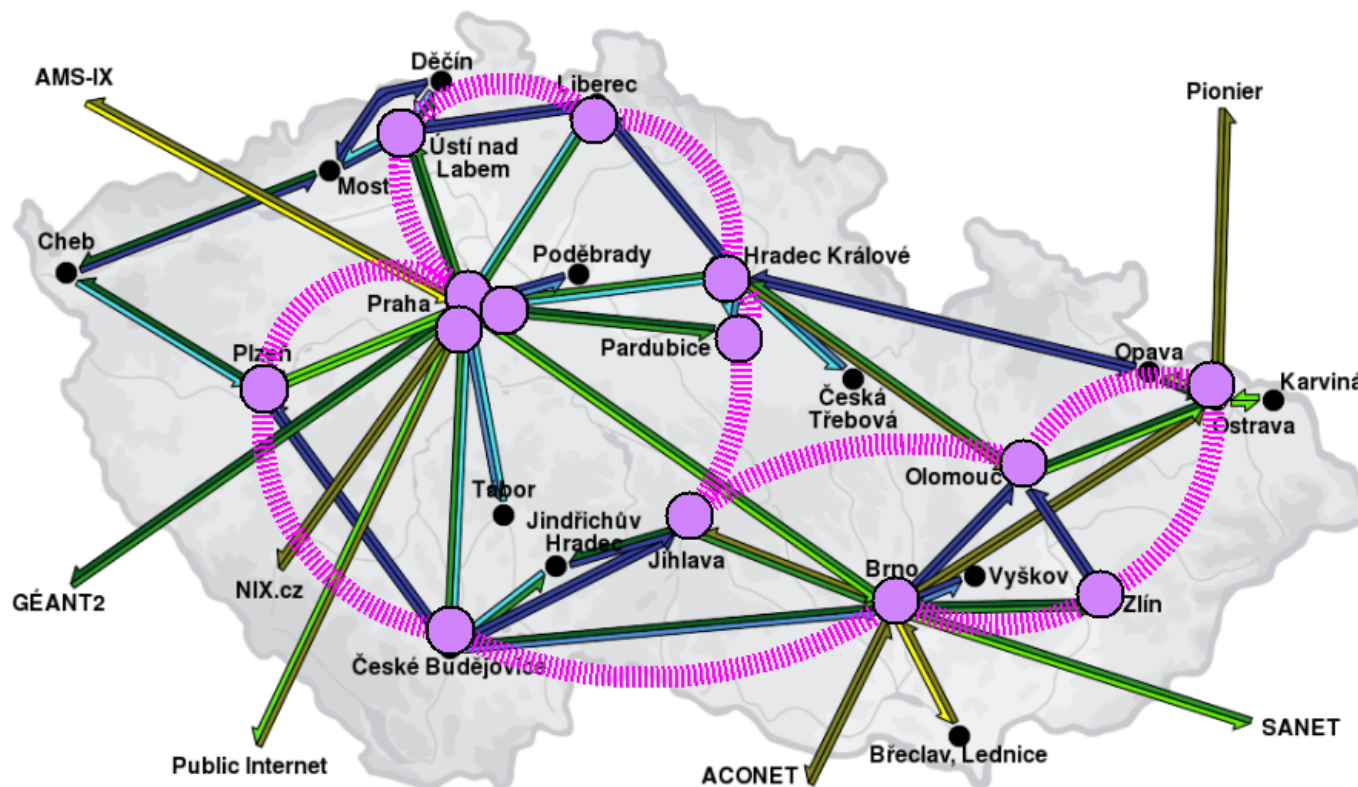 Děčín
AMS-IX
Liberec
Pionier
Ústí nad
Labem
Most
Cheb
Poděbrady
Hradec Králové
Praha
Pardubice
Plzeň
Opava
Karviná
Česká
Třebová
Ostrava
Olomouc
Tábor
Jindřichův
Hradec
Jihlava
Brno
Vyškov
NIX.cz
GÉANT2
Zlín
České Budějovice
SANET
Břeclav, Lednice
Public Internet
ACONET